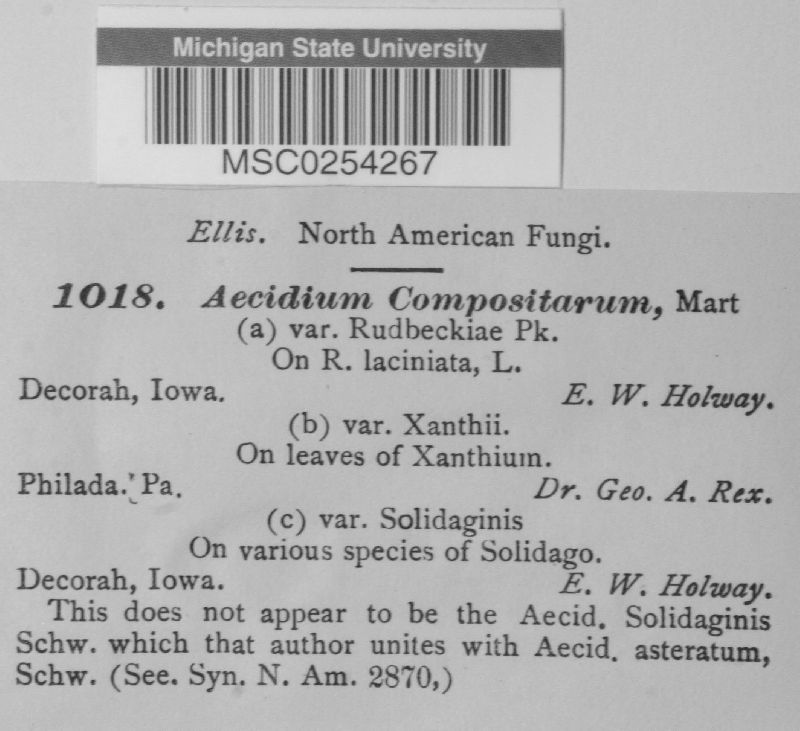 Michigan State University
MSC0254267
Ellis. North American Fungi.
1018. Aecidium Compositarum, Mart
(a) var. Rudbeckiae Pk.
On R. laciniata, L.
Decorah, Iowa. E. W. Holway.
(b) var. Xanthii.
On leaves of Xanthium.
Philada. Pa. Dr. Geo. A. Rex.
(c) var. Solidaginis
On various species of Solidago.
Decorah, Iowa. E. W. Holway.
This does not appear to be the Aecid. Solidaginis
Schw. which that author unites with Aecid. asteratum,
Schw. (See. Syn. N. Am. 2870,)